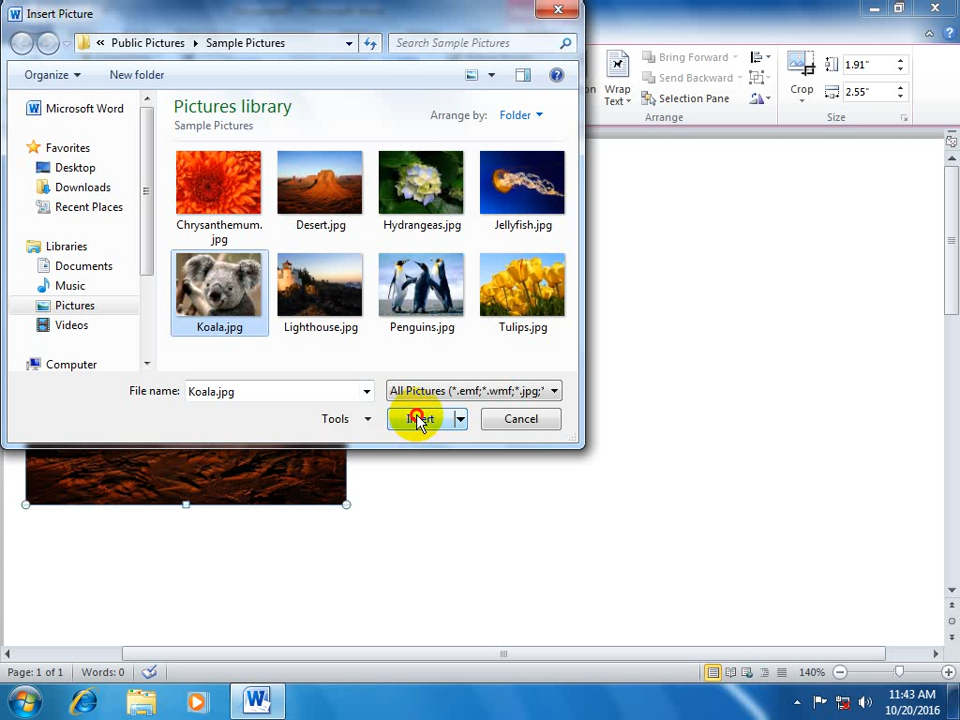 Insert Picture
« Public Pictures Sample Pictures
Search Sample Pictures
Organize New folder
Microsoft Word
Favorites
Desktop
Downloads
Recent Places
Libraries
Documents
Music
Pictures
Videos
Computer
Pictures library
Sample Pictures
Arrange by: Folder
Chrysanthemum.
jpg
Desert.jpg
Hydrangeas.jpg
Jellyfish.jpg
Koala.jpg
Lighthouse.jpg
Penguins.jpg
Tulips.jpg
File name: Koala.jpg
All Pictures (*.emf;*.wmf;*.jpg;*
Tools Insert Cancel
Wrap
Text
Bring Forward
Send Backward
Selection Pane
Arrange
Crop
1.91"
2.55"
Size
Page: 1 of 1 Words: 0
140%
11:43 AM
10/20/2016